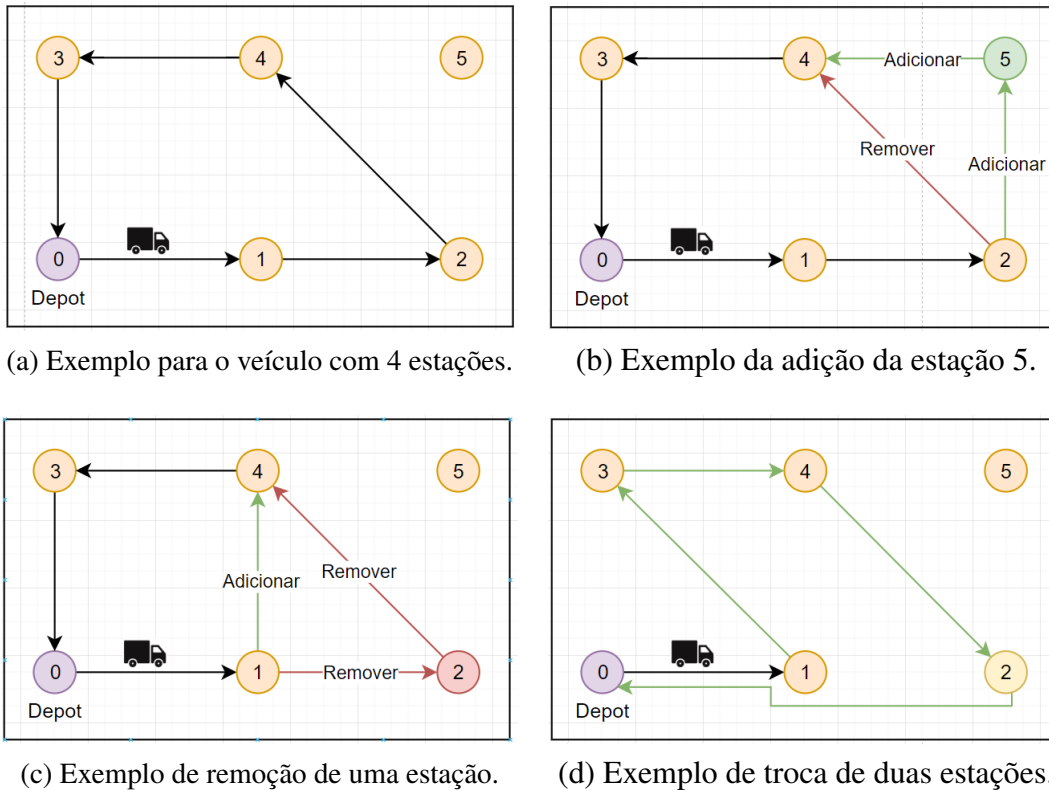 3
4
5
0
1
2
Depot
3
4
Adicionar
5
Remover
Adicionar
0
1
2
Depot
(a) Exemplo para o veículo com 4 estações.
(b) Exemplo da adição da estação 5.
3
4
5
Adicionar
Remover
0
1
Remover
2
Depot
3
4
5
0
1
2
Depot
(c) Exemplo de remoção de uma estação.
(d) Exemplo de troca de duas estações.